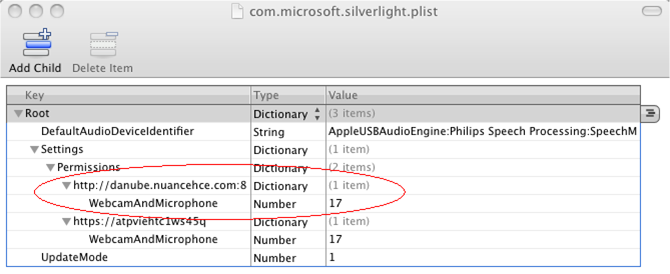 com.microsoft.silverlight.plist
Add Child Delete Item
Key Type Value
Root Dictionary (3 items)
DefaultAudioDeviceIdentifier String AppleUSBAudioEngine:Philips Speech Processing:SpeechM
Settings Dictionary (1 item)
Permissions Dictionary (2 items)
http://danube.nuancehce.com:8 Dictionary (1 item)
WebcamAndMicrophone Number 17
https://atpviehtc1ws45q Dictionary (1 item)
WebcamAndMicrophone Number 17
UpdateMode Number 1